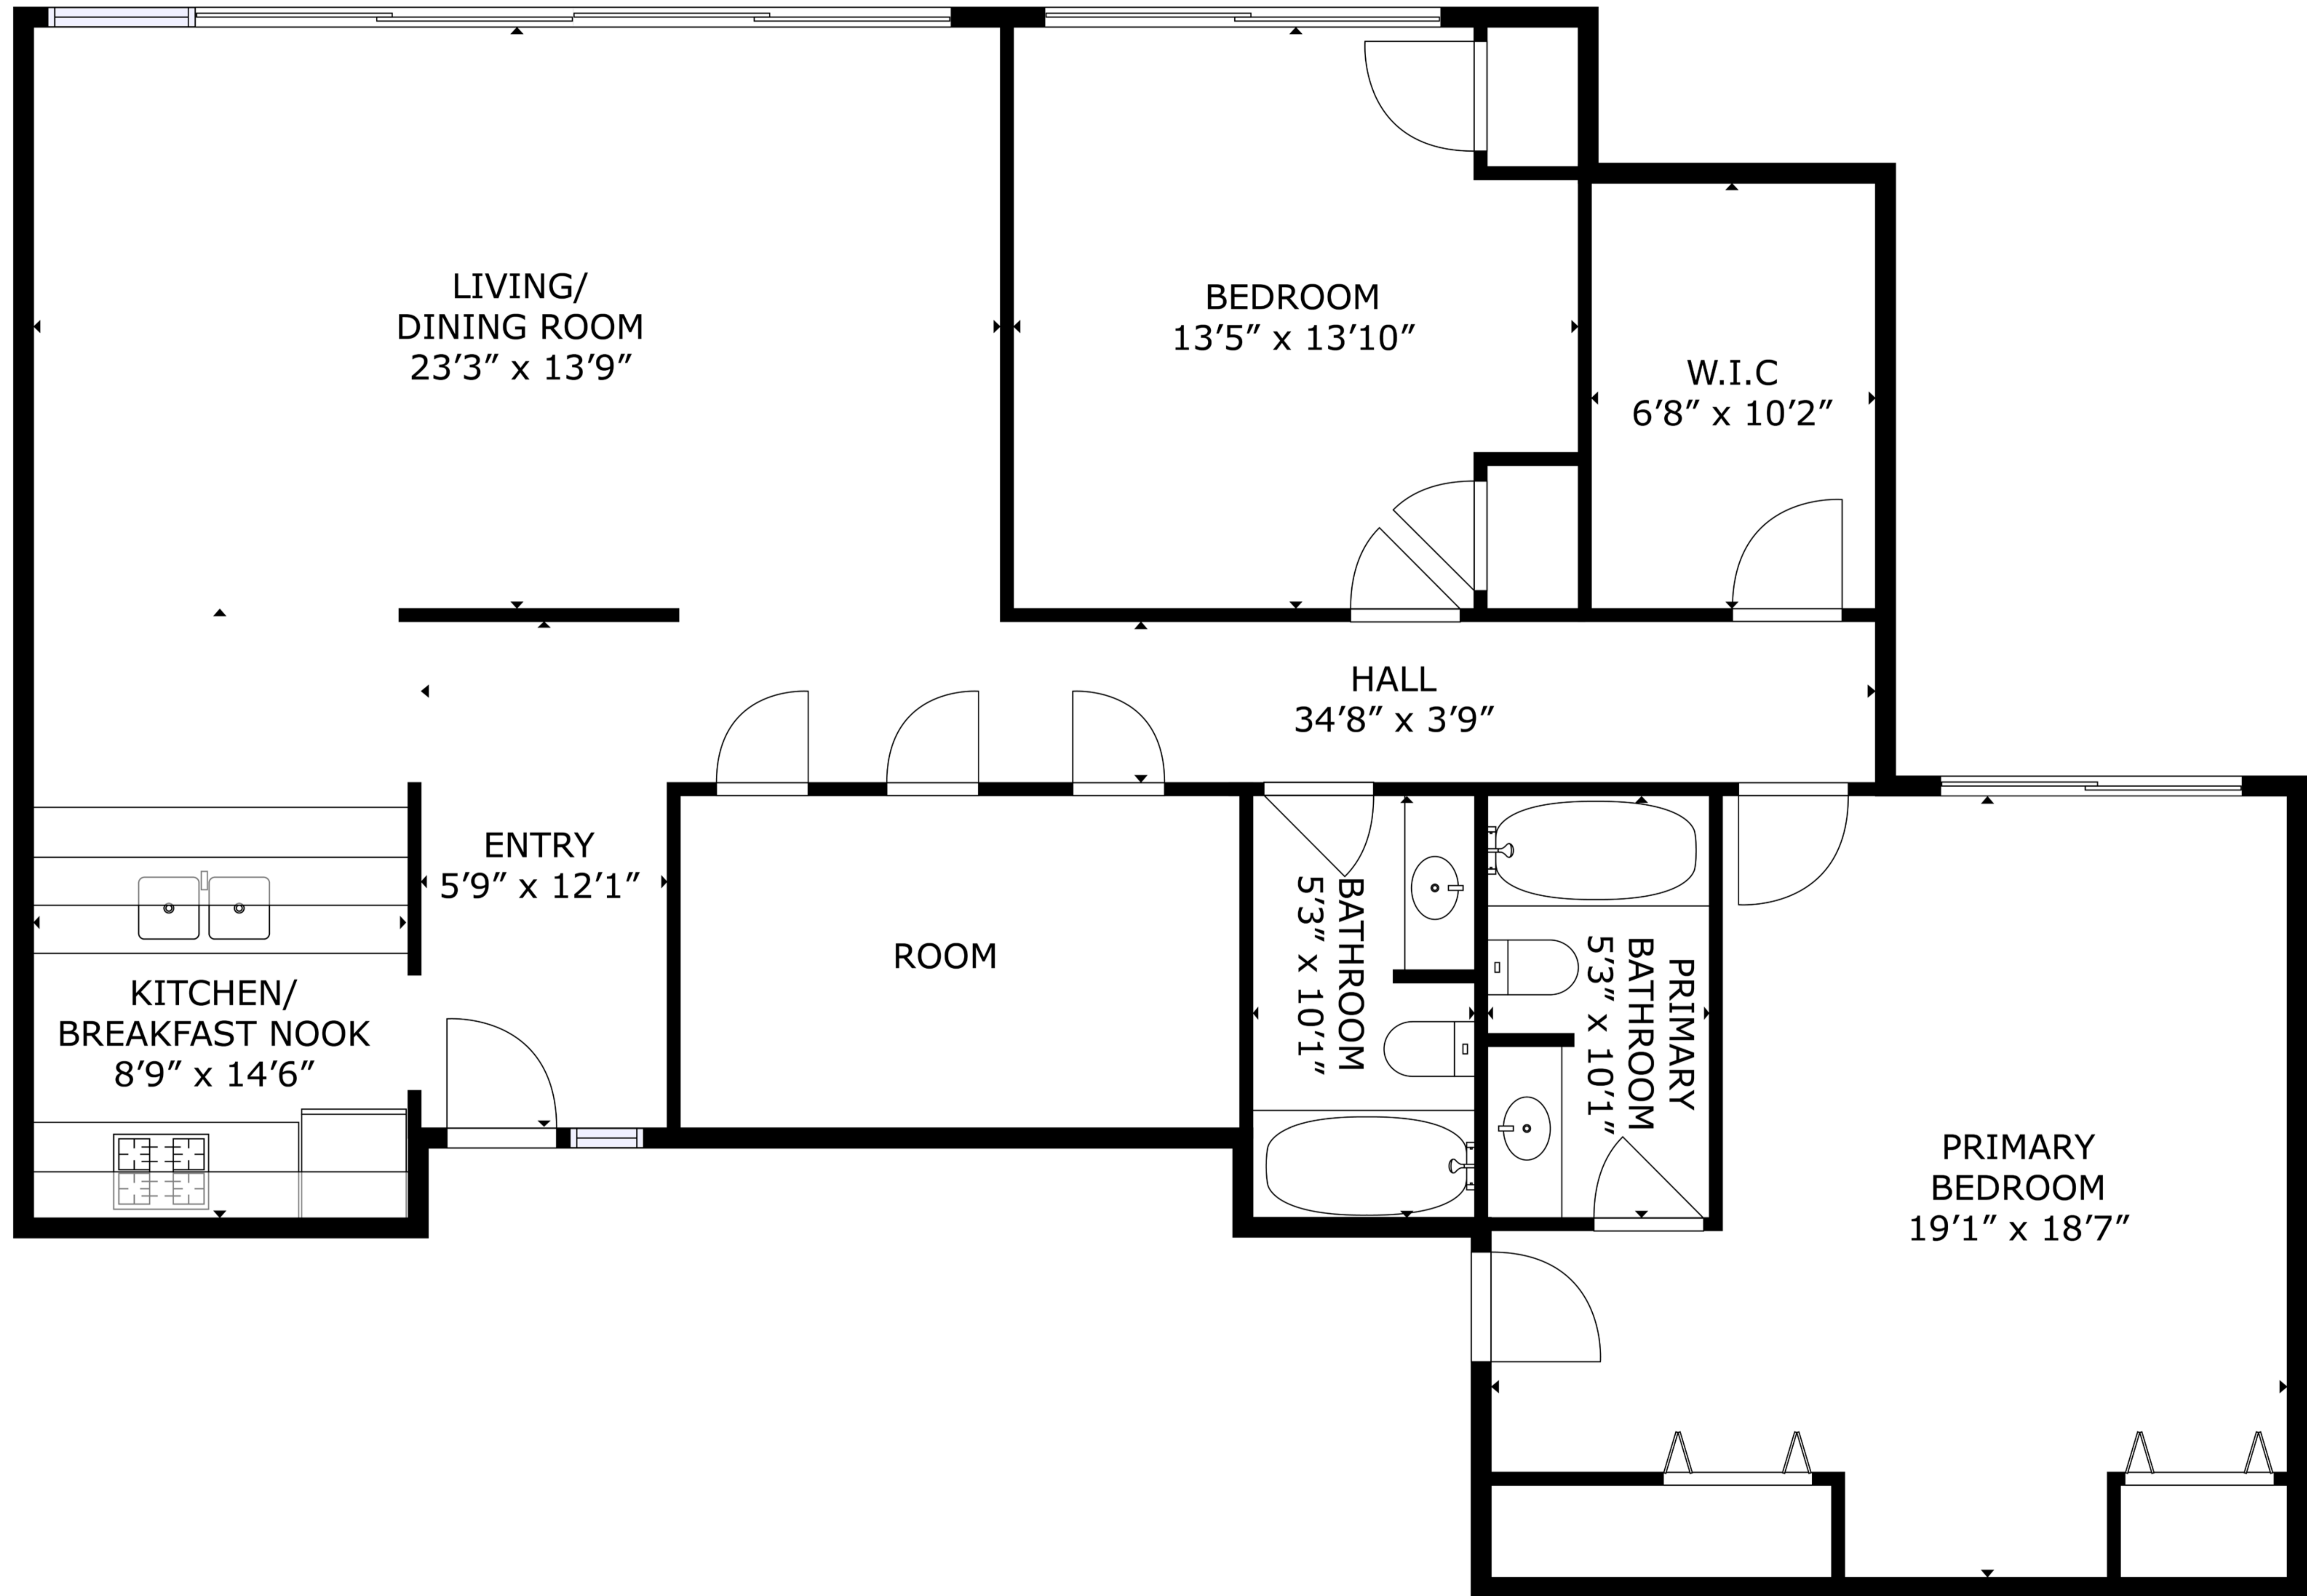 LIVING/
DINING ROOM
23’3” x 13’9”
BEDROOM
13’5” x 13’10”
W.I.C
6’8” x 10’2”
HALL
34’8” x 3’9”
ENTRY
5’9” x 12’1”
KITCHEN/
BREAKFAST NOOK
8’9” x 14’6”
ROOM
BATHROOM
5’3” x 10’1”
PRIMARY
BATHROOM
5’3” x 10’1”
PRIMARY
BEDROOM
19’1” x 18’7”